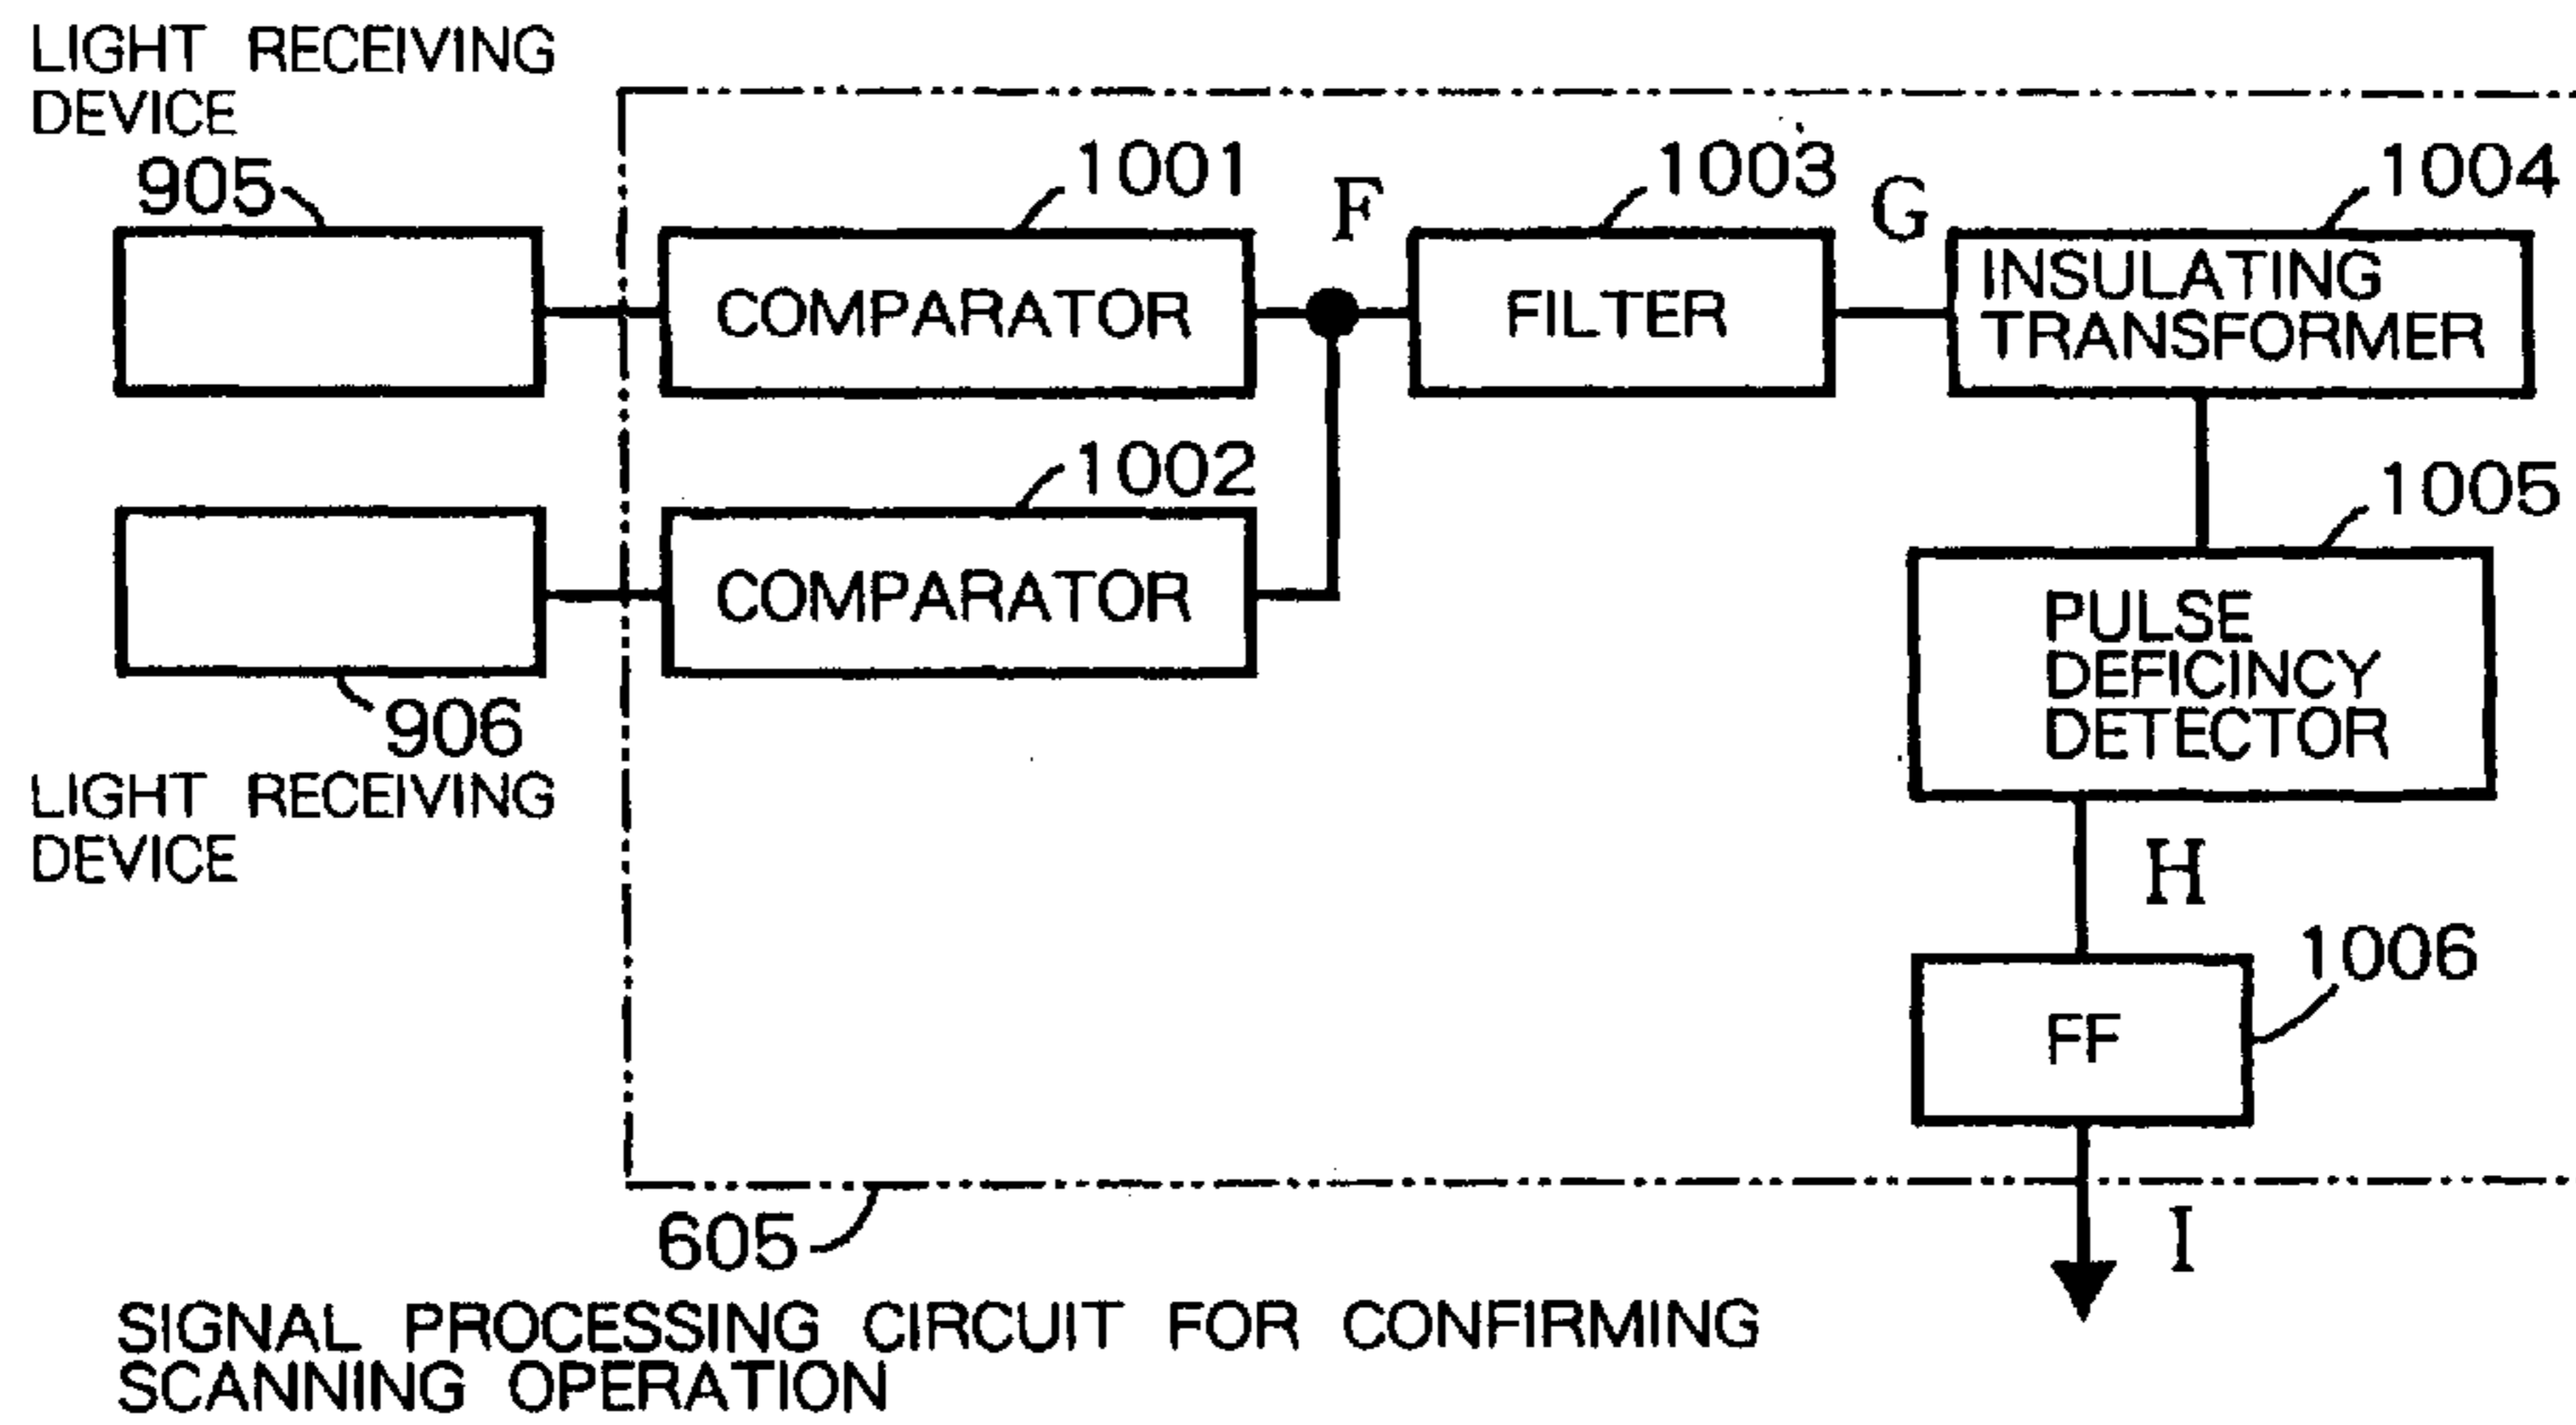 LIGHT RECEIVING
DEVICE
905
1001
F
1003
G
1004
COMPARATOR
FILTER
INSULATING
TRANSFORMER
1002
1005
COMPARATOR
PULSE
DEFICINCY
DETECTOR
906
LIGHT RECEIVING
DEVICE
H
1006
FF
605
I
SIGNAL PROCESSING CIRCUIT FOR CONFIRMING
SCANNING OPERATION